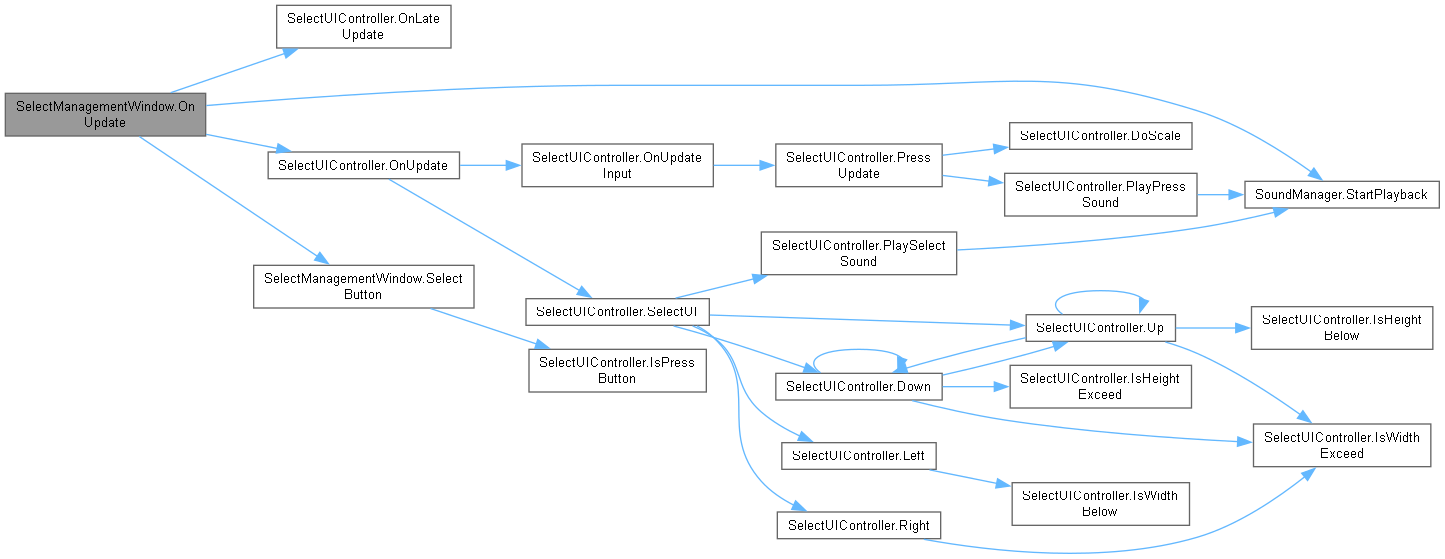 SelectUIController.OnLate
Update
SelectManagementWindow.On
Update
SelectUIController.DoScale
SelectUIController.OnUpdate
SelectUIController.OnUpdate
Input
SelectUIController.Press
Update
SelectUIController.PlayPress
Sound
SoundManager.StartPlayback
SelectUIController.PlaySelect
Sound
SelectManagementWindow.Select
Button
SelectUIController.SelectUI
SelectUIController.Up
SelectUIController.IsHeight
Below
SelectUIController.IsPress
Button
SelectUIController.Down
SelectUIController.IsHeight
Exceed
SelectUIController.IsWidth
Exceed
SelectUIController.Left
SelectUIController.IsWidth
Below
SelectUIController.Right